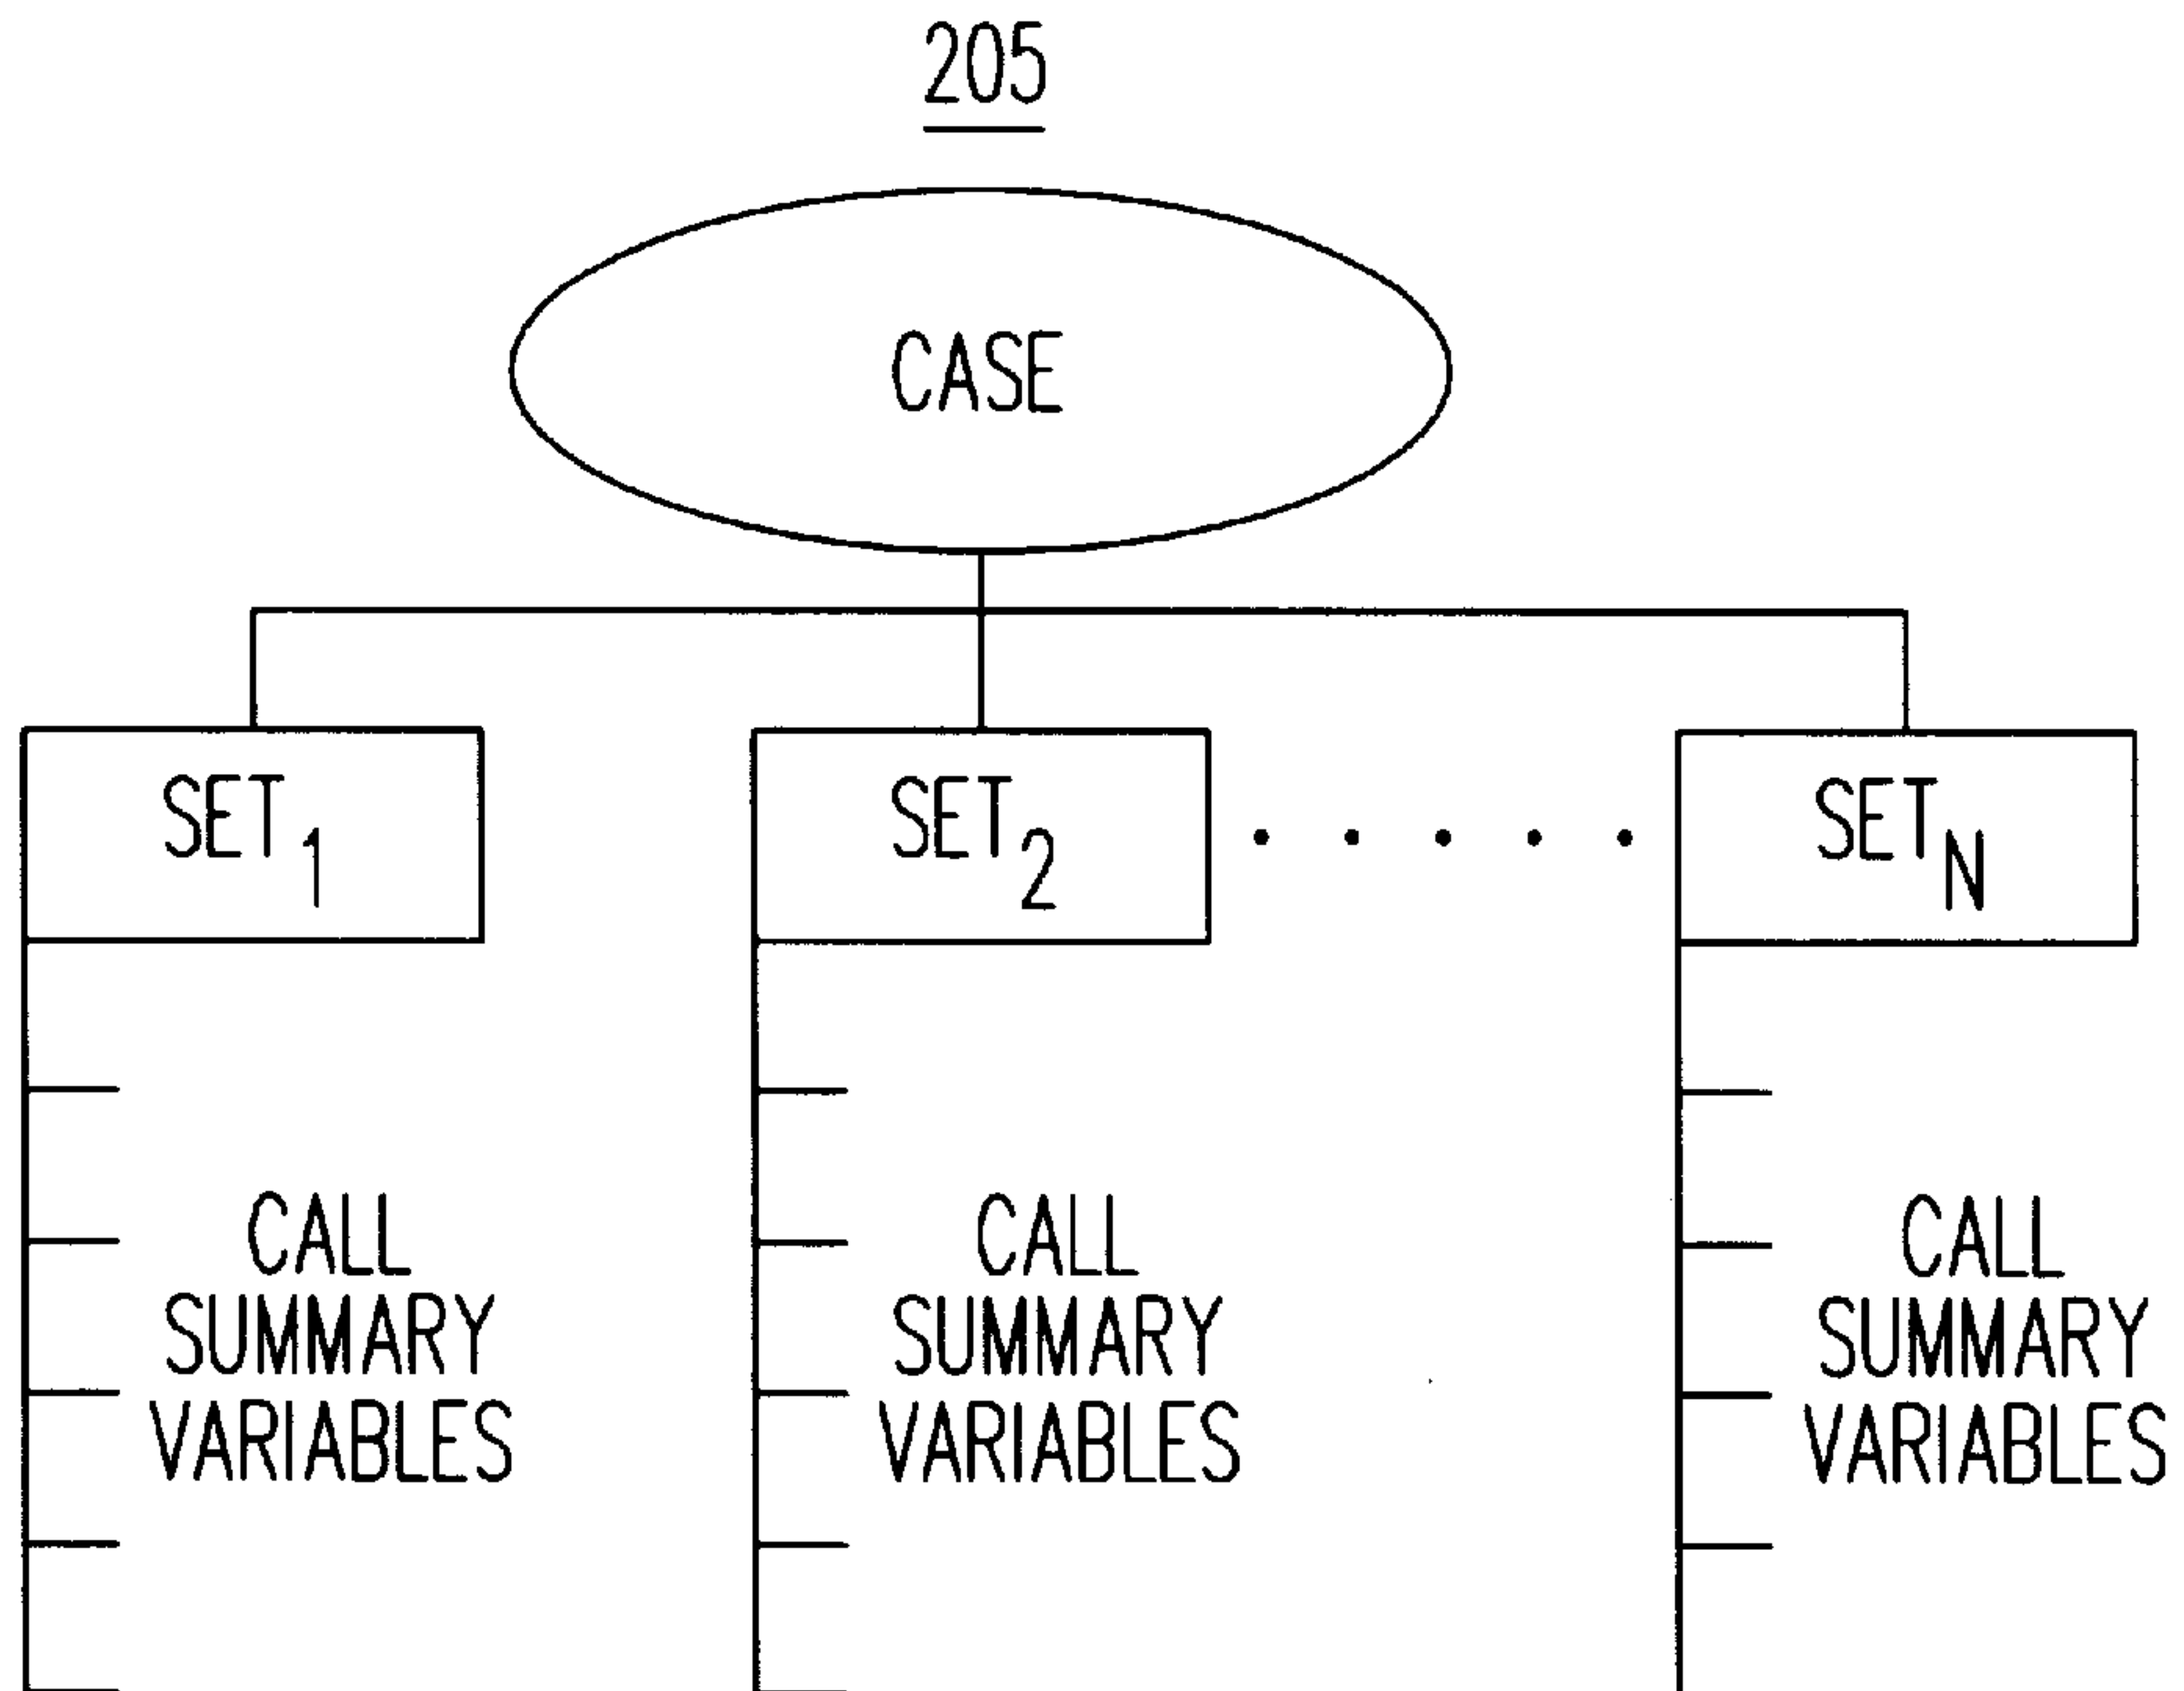 205
CASE
SET1
SET2
SETN
CALL
SUMMARY
VARIABLES
CALL
SUMMARY
VARIABLES
CALL
SUMMARY
VARIABLES